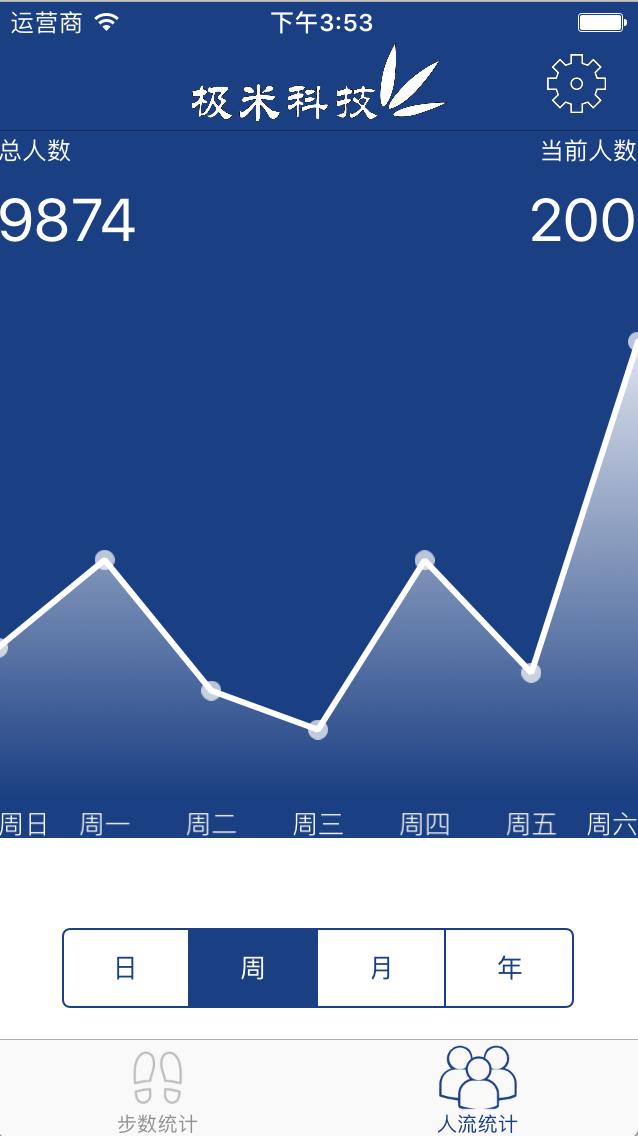 运营商 下午3:53
极米科技
总人数 当前人数
9874 200
周日 周一 周二 周三 周四 周五 周六
日 周 月 年
步数统计 人流统计